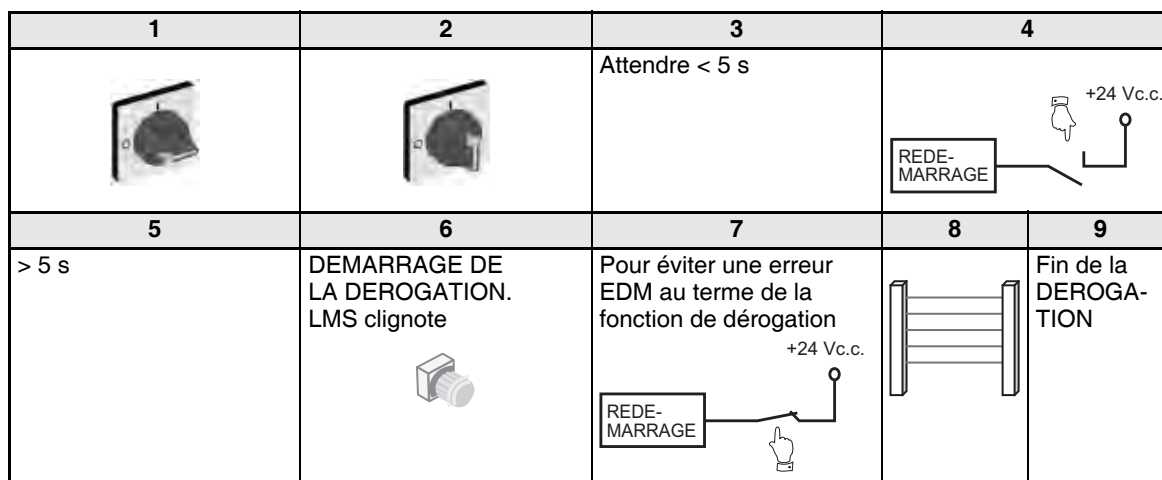 1
2
3
4
Attendre < 5 s
+24 Vc.c.
REDE-
MARRAGE
5
6
7
8
9
> 5 s
DEMARRAGE DE
LA DEROGATION.
LMS clignote
Pour éviter une erreur
EDM au terme de la
fonction de dérogation
+24 Vc.c.
REDE-
MARRAGE
Fin de la
DEROGA-
TION